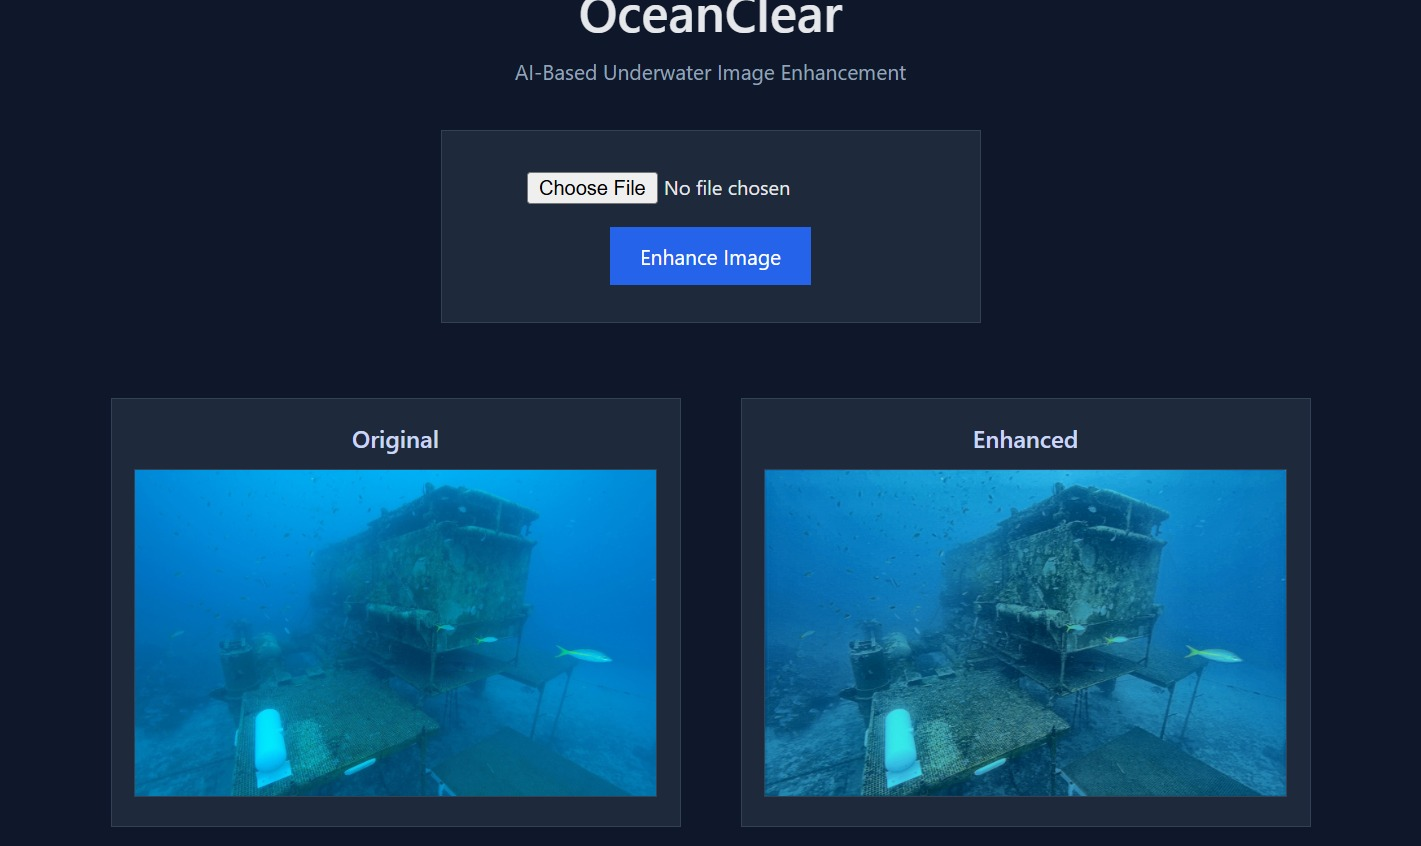 OceanClear
AI-Based Underwater Image Enhancement
Choose File No file chosen
Enhance Image
Original
Enhanced